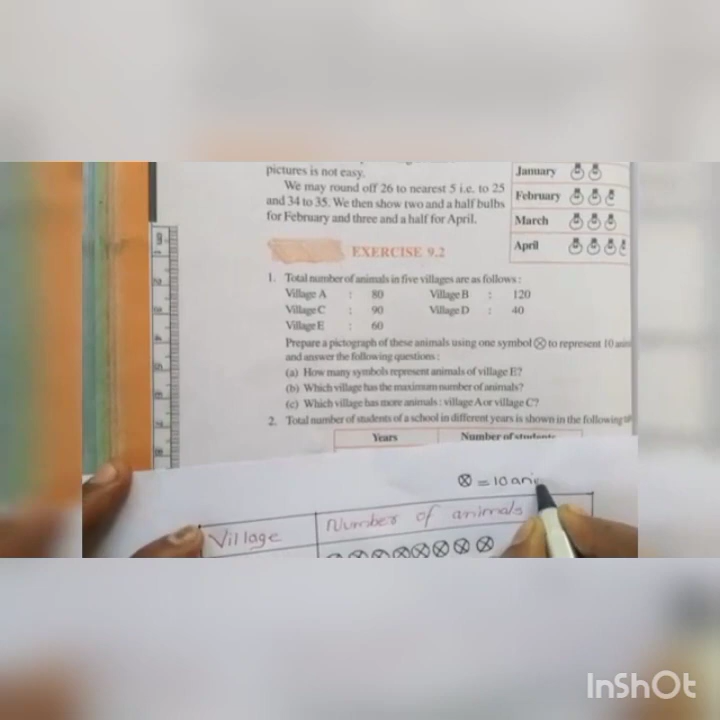 pictures is not easy.
We may round off 26 to nearest 5 i.e. to 25
and 34 to 35. We then show two and a half bulbs
for February and three and a half for April.
January
February
March
April
EXERCISE 9.2
1. Total number of animals in five villages are as follows :
Village A : 80 Village B : 120
Village C : 90 Village D : 40
Village E : 60
Prepare a pictograph of these animals using one symbol ⊗ to represent 10
and answer the following questions :
(a) How many symbols represent animals of village E?
(b) Which village has the maximum number of animals?
(c) Which village has more animals : village A or village C?
2. Total number of students of a school in different years is shown in the following
Years Number of students
⊗ = 10 ani
Village Number of animals
InShOt